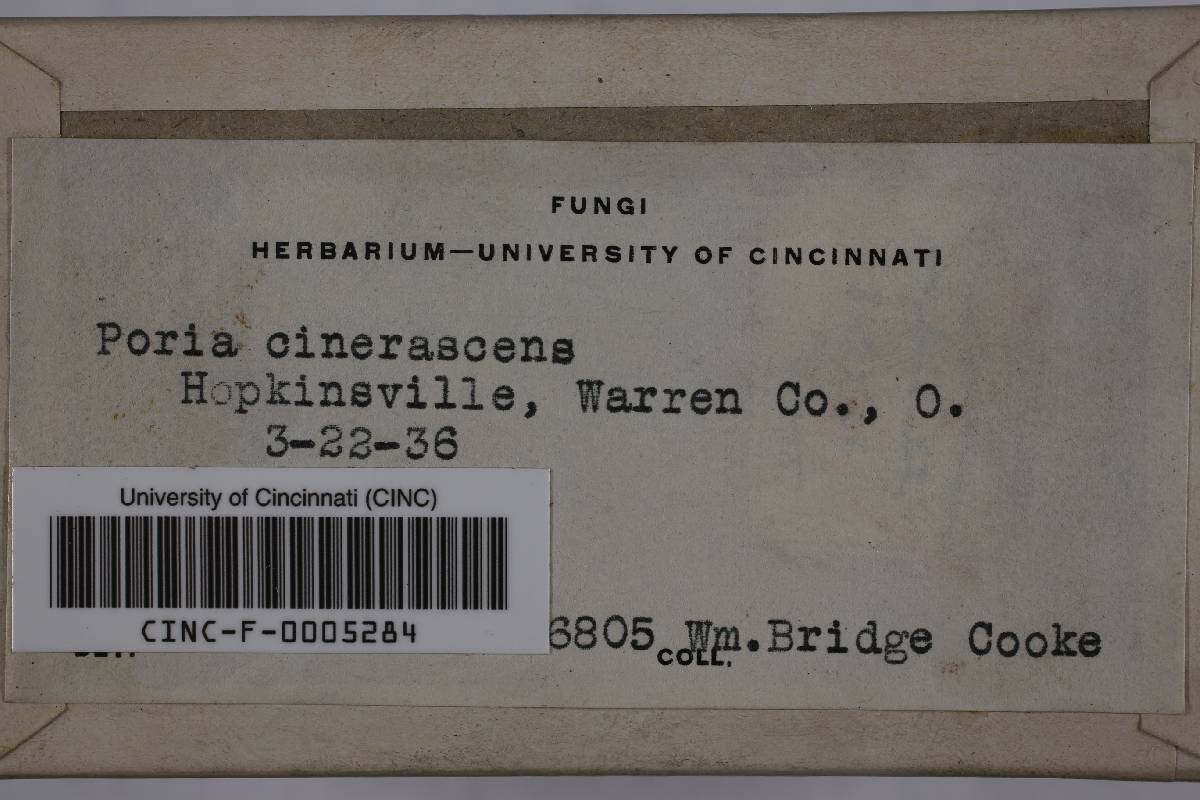 FUNGI
HERBARIUM—UNIVERSITY OF CINCINNATI
Poria cinerascens
Hopkinsville, Warren Co., O.
3-22-36
University of Cincinnati (CINC)
CINC-F-0005284
6805 Wm.Bridge Cooke
COLL.